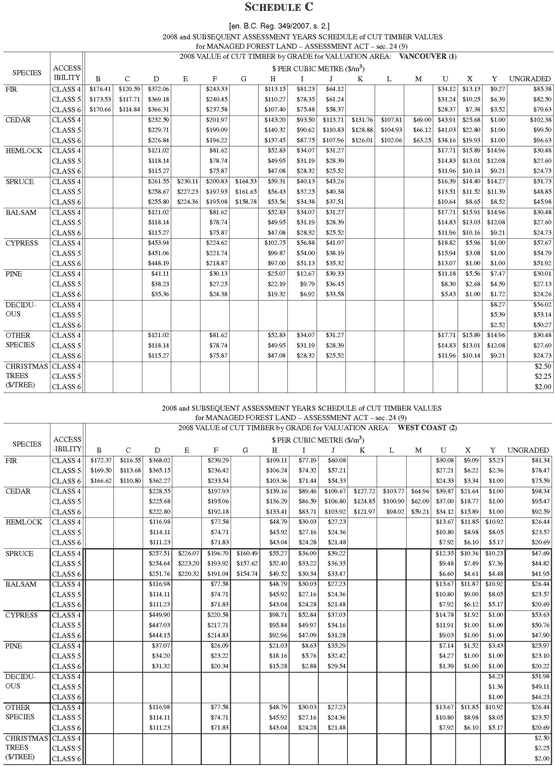 SCHEDULE C
[en. B.C. Reg. 349/2007, s. 2.]
2008 and SUBSEQUENT ASSESSMENT YEARS SCHEDULE of CUT TIMBER VALUES
for MANAGED FOREST LAND – ASSESSMENT ACT – sec. 24 (9)
2008 VALUE of CUT TIMBER by GRADE for VALUATION AREA: VANCOUVER (1)
SPECIES ACCESS IBILITY $ PER CUBIC METRE ($/m³)
B C D E F G H I J K L M U X Y UNGRADED
FIR CLASS 4 $176.41 $120.59 $372.06 $243.33 $113.15 $81.23 $64.12 $34.12 $13.13 $9.27 $85.38
CLASS 5 $173.53 $117.71 $369.18 $240.45 $110.27 $78.35 $61.24 $31.24 $10.25 $6.39 $82.50
CLASS 6 $170.66 $114.84 $366.31 $237.58 $107.40 $75.48 $58.37 $28.37 $7.38 $3.52 $79.63
CEDAR CLASS 4 $232.59 $201.97 $143.20 $93.50 $113.71 $131.76 $107.81 $69.00 $43.91 $25.68 $1.00 $102.38
CLASS 5 $229.71 $199.09 $140.32 $90.62 $110.83 $128.88 $104.93 $66.12 $41.03 $22.80 $1.00 $99.50
CLASS 6 $226.84 $196.22 $137.45 $87.75 $107.96 $126.01 $102.06 $63.25 $38.16 $19.93 $1.00 $96.63
HEMLOCK CLASS 4 $121.02 $81.62 $52.83 $34.07 $31.27 $17.71 $15.89 $14.96 $30.48
CLASS 5 $118.14 $78.74 $49.95 $31.19 $28.39 $14.83 $13.01 $12.08 $27.60
CLASS 6 $115.27 $75.87 $47.08 $28.32 $25.52 $11.96 $10.14 $9.21 $24.73
SPRUCE CLASS 4 $261.55 $230.11 $200.83 $164.53 $59.31 $40.13 $43.26 $16.39 $14.40 $14.27 $51.73
CLASS 5 $258.67 $227.23 $197.95 $161.65 $56.43 $37.25 $40.38 $13.51 $11.52 $11.39 $48.85
CLASS 6 $255.80 $224.36 $195.08 $158.78 $53.56 $34.38 $37.51 $10.64 $8.65 $8.52 $45.98
BALSAM CLASS 4 $121.02 $81.62 $52.83 $34.07 $31.27 $17.71 $15.91 $14.96 $30.48
CLASS 5 $118.14 $78.74 $49.95 $31.19 $28.39 $14.83 $13.03 $12.08 $27.60
CLASS 6 $115.27 $75.87 $47.08 $28.32 $25.52 $11.96 $10.16 $9.21 $24.73
CYPRESS CLASS 4 $453.94 $224.62 $102.75 $56.88 $41.07 $18.82 $5.96 $1.00 $57.67
CLASS 5 $451.06 $221.74 $99.87 $54.00 $38.19 $15.94 $3.08 $1.00 $54.79
CLASS 6 $448.19 $218.87 $97.00 $51.13 $35.32 $13.07 $1.00 $1.00 $51.92
PINE CLASS 4 $41.11 $30.13 $25.07 $12.67 $39.33 $11.18 $5.56 $7.47 $30.01
CLASS 5 $38.23 $27.25 $22.19 $9.79 $36.45 $8.30 $2.68 $4.59 $27.13
CLASS 6 $35.36 $24.38 $19.32 $6.92 $33.58 $5.43 $1.00 $1.72 $24.26
DECIDU- OUS CLASS 4 $8.27 $56.02
CLASS 5 $5.39 $53.14
CLASS 6 $2.52 $50.27
OTHER SPECIES CLASS 4 $121.02 $81.62 $52.83 $34.07 $31.27 $17.71 $15.89 $14.96 $30.48
CLASS 5 $118.14 $78.74 $49.95 $31.19 $28.39 $14.83 $13.01 $12.08 $27.60
CLASS 6 $115.27 $75.87 $47.08 $28.32 $25.52 $11.96 $10.14 $9.21 $24.73
CHRISTMAS TREES ($/TREE) CLASS 4 $2.50
CLASS 5 $2.25
CLASS 6 $2.00
2008 and SUBSEQUENT ASSESSMENT YEARS SCHEDULE of CUT TIMBER VALUES
for MANAGED FOREST LAND – ASSESSMENT ACT – sec. 24 (9)
2008 VALUE of CUT TIMBER by GRADE for VALUATION AREA: WEST COAST (2)
SPECIES ACCESS -IBILITY $ PER CUBIC METRE ($/m³)
B C D E F G H I J K L M U X Y UNGRADED
FIR CLASS 4 $172.37 $116.55 $368.02 $239.29 $109.11 $77.19 $60.08 $30.08 $9.09 $5.23 $81.34
CLASS 5 $169.50 $113.68 $365.15 $236.42 $106.24 $74.32 $57.21 $27.21 $6.22 $2.36 $78.47
CLASS 6 $166.62 $110.80 $362.27 $233.54 $103.36 $71.44 $54.33 $24.33 $3.34 $1.00 $75.59
CEDAR CLASS 4 $228.55 $197.93 $139.16 $89.46 $109.67 $127.72 $103.77 $64.96 $39.87 $21.64 $1.00 $98.34
CLASS 5 $225.68 $195.06 $136.29 $86.59 $106.80 $124.85 $100.90 $62.09 $37.00 $18.77 $1.00 $95.47
CLASS 6 $222.80 $192.18 $133.41 $83.71 $103.92 $121.97 $98.02 $59.21 $34.12 $15.89 $1.00 $92.59
HEMLOCK CLASS 4 $116.98 $77.58 $48.79 $30.03 $27.23 $13.67 $11.85 $10.92 $26.44
CLASS 5 $114.11 $74.71 $45.92 $27.16 $24.36 $10.80 $8.98 $8.05 $23.57
CLASS 6 $111.23 $71.83 $43.04 $24.28 $21.48 $7.92 $6.10 $5.17 $20.69
SPRUCE CLASS 4 $257.51 $226.07 $196.79 $160.49 $55.27 $36.09 $39.22 $12.35 $10.36 $10.23 $47.69
CLASS 5 $254.64 $223.20 $193.92 $157.62 $52.40 $33.22 $36.35 $9.48 $7.49 $7.36 $44.82
CLASS 6 $251.76 $220.32 $191.04 $154.74 $49.52 $30.34 $33.47 $6.60 $4.61 $4.48 $41.95
BALSAM CLASS 4 $116.98 $77.58 $48.79 $30.03 $27.23 $13.67 $11.87 $10.92 $26.44
CLASS 5 $114.11 $74.71 $45.92 $27.16 $24.36 $10.80 $9.00 $8.05 $23.57
CLASS 6 $111.23 $71.83 $43.04 $24.28 $21.48 $7.92 $6.12 $5.17 $20.69
CYPRESS CLASS 4 $449.90 $220.58 $98.71 $52.84 $37.03 $14.78 $1.92 $1.00 $53.63
CLASS 5 $447.03 $217.71 $95.84 $49.97 $34.16 $11.91 $1.00 $1.00 $50.76
CLASS 6 $444.15 $214.83 $92.96 $47.09 $31.28 $9.03 $1.00 $1.00 $47.90
PINE CLASS 4 $37.07 $26.09 $21.03 $8.63 $35.29 $7.14 $1.52 $3.43 $25.97
CLASS 5 $34.20 $23.22 $18.16 $5.76 $32.42 $4.27 $1.00 $1.00 $23.10
CLASS 6 $31.32 $20.34 $15.28 $2.88 $29.54 $1.39 $1.00 $1.00 $20.22
DECIDU- OUS CLASS 4 $4.23 $51.98
CLASS 5 $1.36 $49.11
CLASS 6 $1.00 $46.23
OTHER SPECIES CLASS 4 $116.98 $77.58 $48.79 $30.03 $27.23 $13.67 $11.85 $10.92 $26.44
CLASS 5 $114.11 $74.71 $45.92 $27.16 $24.36 $10.80 $8.98 $8.05 $23.57
CLASS 6 $111.23 $71.83 $43.04 $24.28 $21.48 $7.92 $6.10 $5.17 $20.69
CHRISTMAS TREES ($/TREE) CLASS 4 $2.50
CLASS 5 $2.25
CLASS 6 $2.00